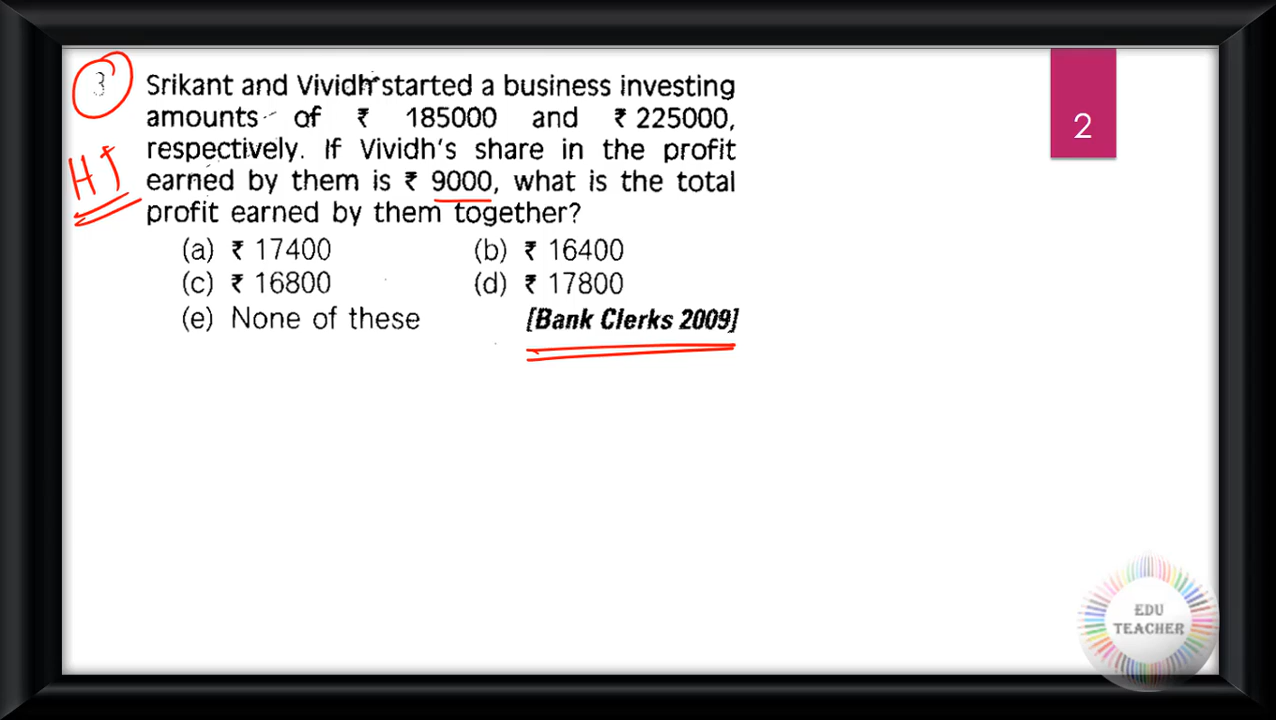 3 Srikant and Vividh started a business investing
amounts of ₹ 185000 and ₹ 225000,
respectively. If Vividh's share in the profit
earned by them is ₹ 9000, what is the total
profit earned by them together?
(a) ₹ 17400 (b) ₹ 16400
(c) ₹ 16800 (d) ₹ 17800
(e) None of these [Bank Clerks 2009]
2
EDU
TEACHER